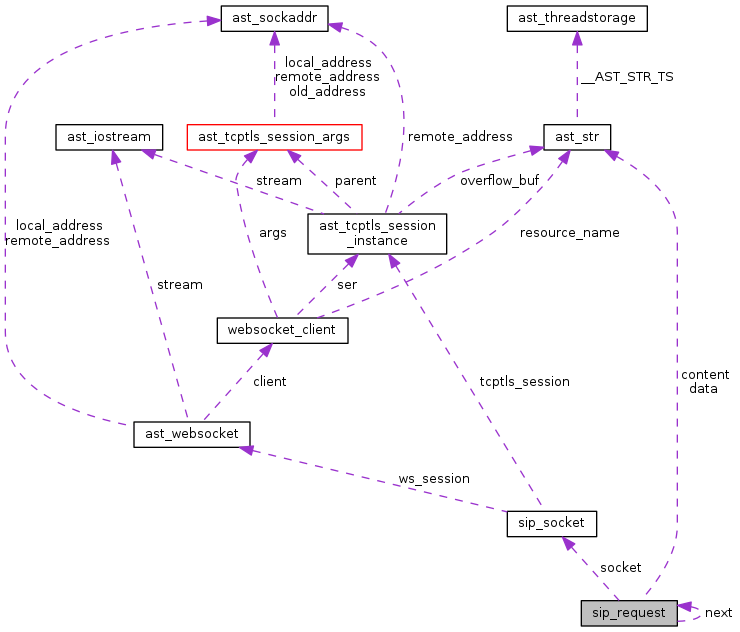 ast_sockaddr
ast_threadstorage
local_address
remote_address
old_address
__AST_STR_TS
ast_iostream
ast_tcptls_session_args
remote_address
ast_str
stream
parent
overflow_buf
local_address
remote_address
args
ast_tcptls_session
_instance
resource_name
stream
ser
websocket_client
client
tcptls_session
content
data
ast_websocket
ws_session
sip_socket
socket
sip_request
next